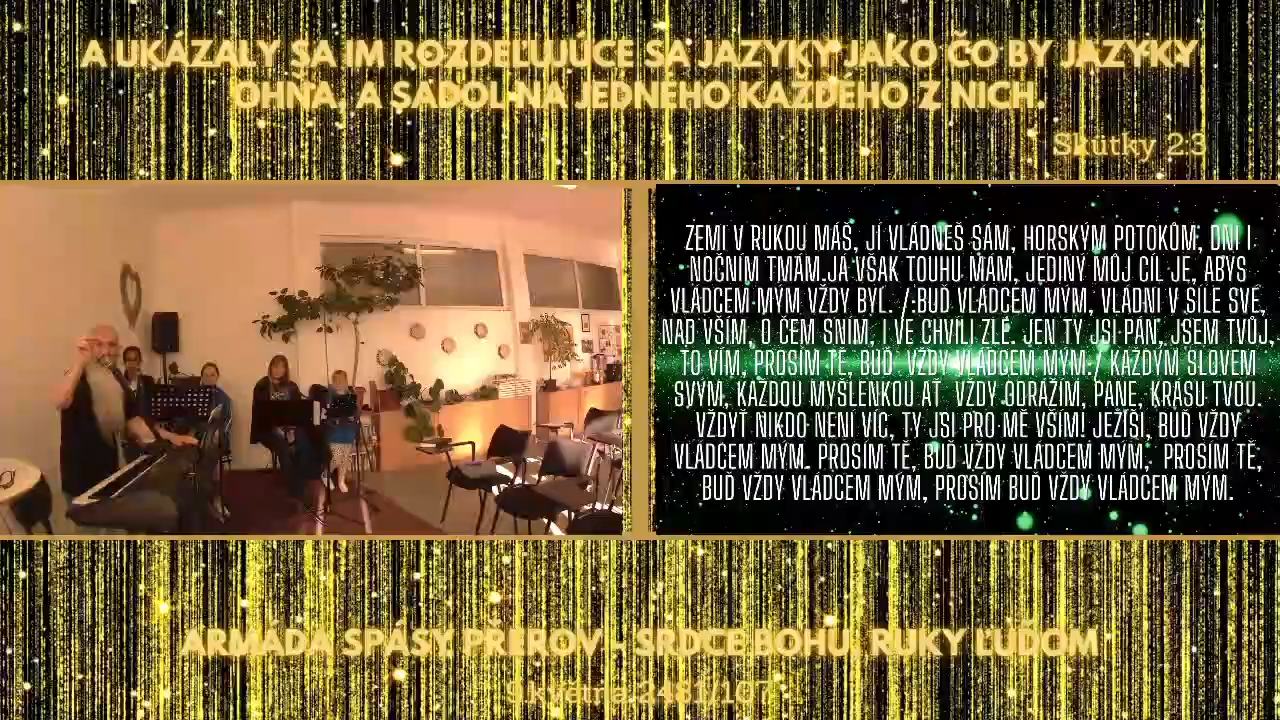 A UKÁZALY SA IM ROZDEĽUJÚCE SA JAZYKY JAKO ČO BY JAZYKY
OHŇA. A SADOL NA JEDNÉHO KAŽDÉHO Z NICH.
Skutky 2:3
ZEMI V RUKOU MÁŠ, JÍ VLÁDNEŠ SÁM, HORSKÝM POTOKŮM, DNI I
NOČNÍM TMÁM.JÁ VŠAK TOUHU MÁM, JEDINÝ MŮJ CÍL JE, ABYS
VLÁDCEM MÝM VŽDY BYL. /:BUĎ VLÁDCEM MÝM, VLÁDNI V SÍLE SVÉ,
NAD VŠÍM, O ČEM SNÍM, I VE CHVÍLI ZLÉ. JEN TY JSI PÁN, JSEM TVŮJ,
TO VÍM, PROSÍM TĚ, BUĎ VŽDY VLÁDCEM MÝM:/ KAŽDÝM SLOVEM
SVÝM, KAŽDOU MYŠLENKOU AŤ VŽDY ODRÁŽÍM, PANE, KRÁSU TVOU.
VŽDYŤ NIKDO NENÍ VÍC, TY JSI PRO MĚ VŠÍM! JEŽÍŠI, BUĎ VŽDY
VLÁDCEM MÝM. PROSÍM TĚ, BUĎ VŽDY VLÁDCEM MÝM, PROSÍM TĚ,
BUĎ VŽDY VLÁDCEM MÝM, PROSÍM BUĎ VŽDY VLÁDCEM MÝM.
ARMÁDA SPÁSY PŘEROV - SRDCE BOHU, RUKY ĽUĎOM
9.května 2481/107